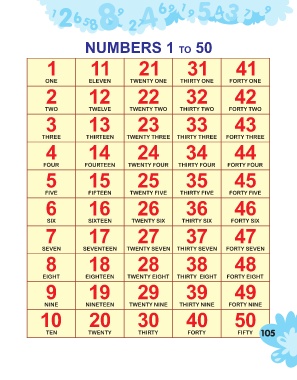 NUMBERS 1 TO 50
1 11 21 31 41
ONE ELEVEN TWENTY ONE THIRTY ONE FORTY ONE
2 12 22 32 42
TWO TWELVE TWENTY TWO THIRTY TWO FORTY TWO
3 13 23 33 43
THREE THIRTEEN TWENTY THREE THIRTY THREE FORTY THREE
4 14 24 34 44
FOUR FOURTEEN TWENTY FOUR THIRTY FOUR FORTY FOUR
5 15 25 35 45
FIVE FIFTEEN TWENTY FIVE THIRTY FIVE FORTY FIVE
6 16 26 36 46
SIX SIXTEEN TWENTY SIX THIRTY SIX FORTY SIX
7 17 27 37 47
SEVEN SEVENTEEN TWENTY SEVEN THIRTY SEVEN FORTY SEVEN
8 18 28 38 48
EIGHT EIGHTEEN TWENTY EIGHT THIRTY EIGHT FORTY EIGHT
9 19 29 39 49
NINE NINETEEN TWENTY NINE THIRTY NINE FORTY NINE
10 20 30 40 50
TEN TWENTY THIRTY FORTY FIFTY
105